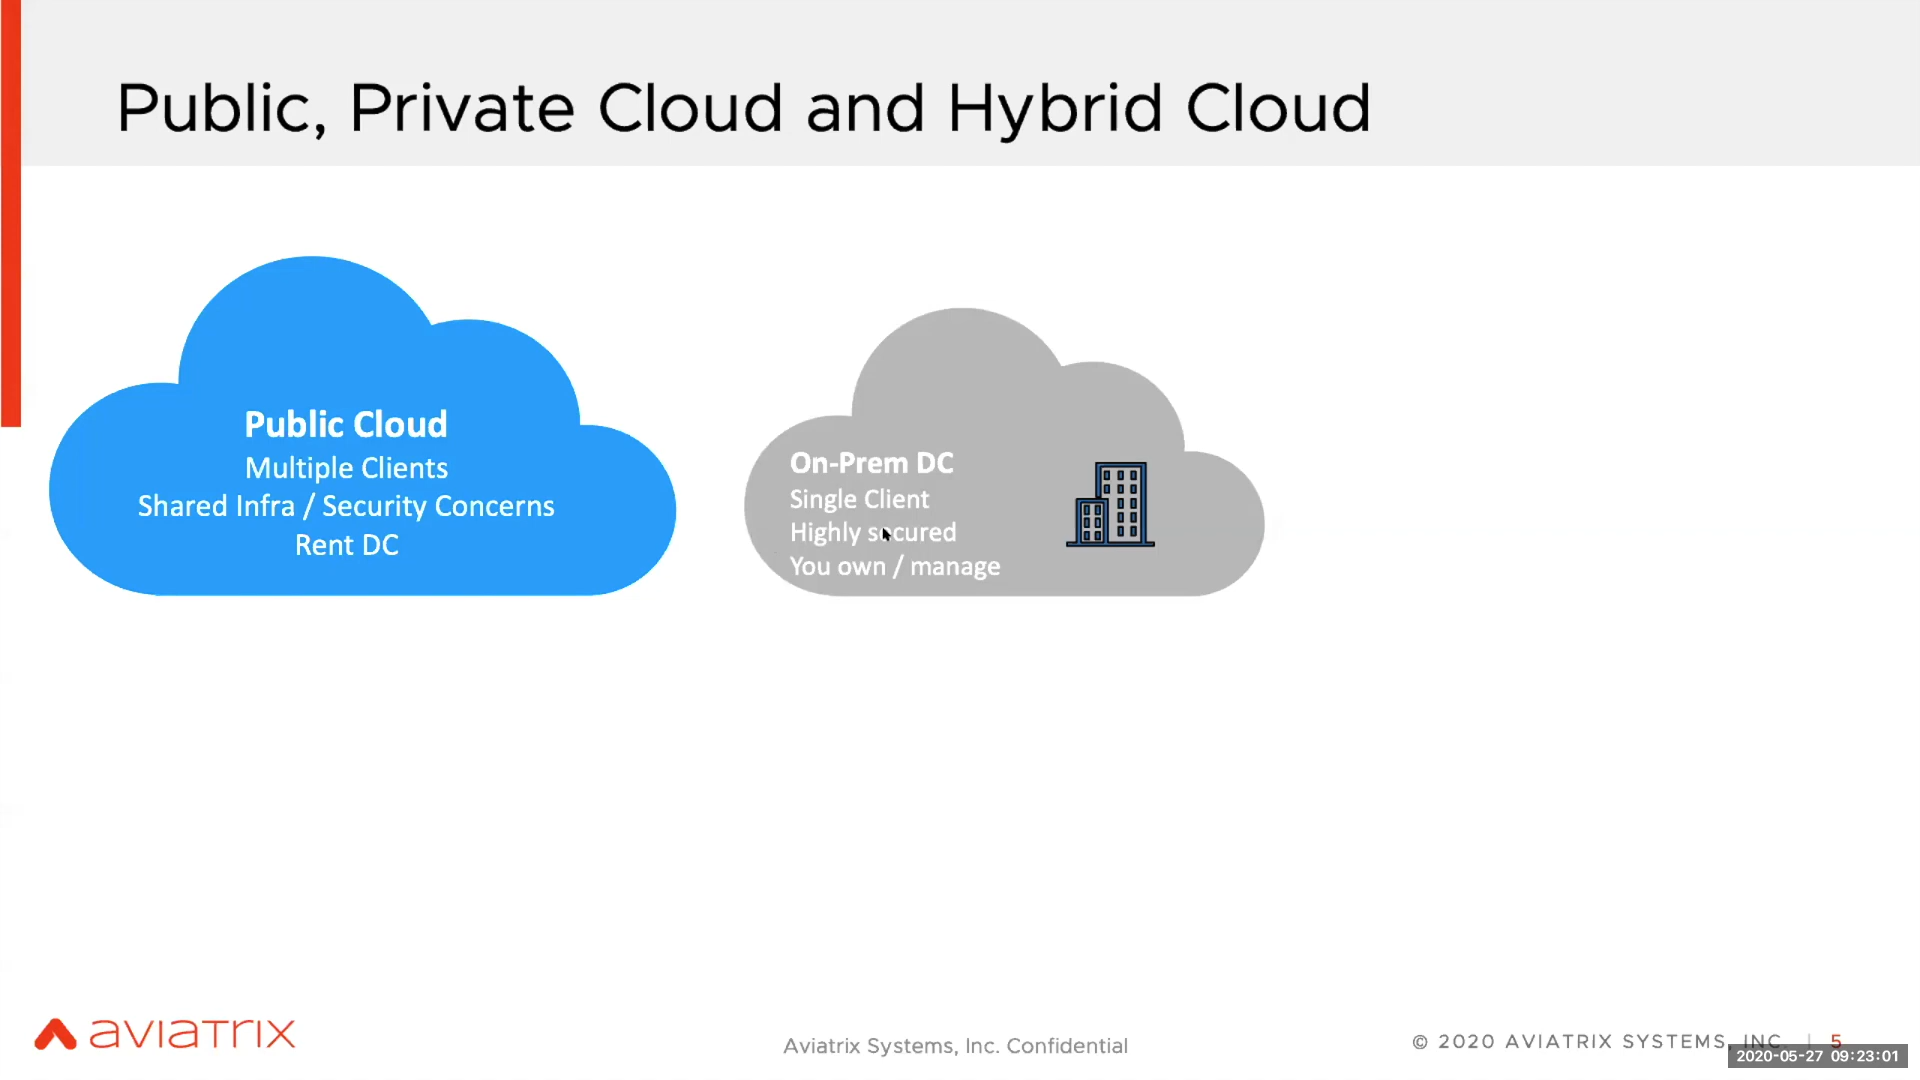 Public, Private Cloud and Hybrid Cloud
Public Cloud
Multiple Clients
Shared Infra / Security Concerns
Rent DC
On-Prem DC
Single Client
Highly secured
You own / manage
aviatrix
Aviatrix Systems, Inc. Confidential
© 2020 AVIATRIX SYSTEMS, INC. | 5
2020-05-27 09:23:01